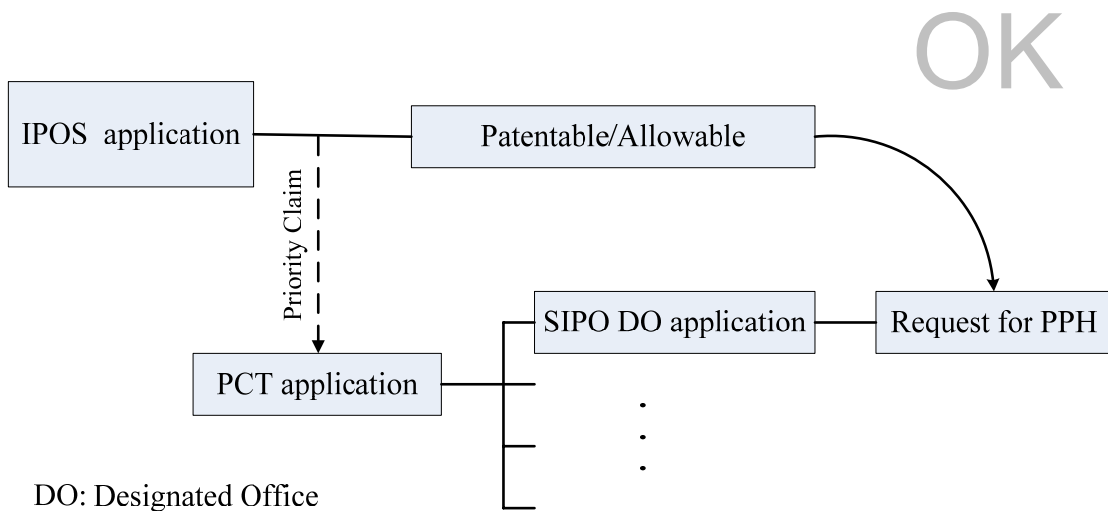 OK
IPOS application
Patentable/Allowable
Priority Claim
SIPO DO application
Request for PPH
PCT application
DO: Designated Office